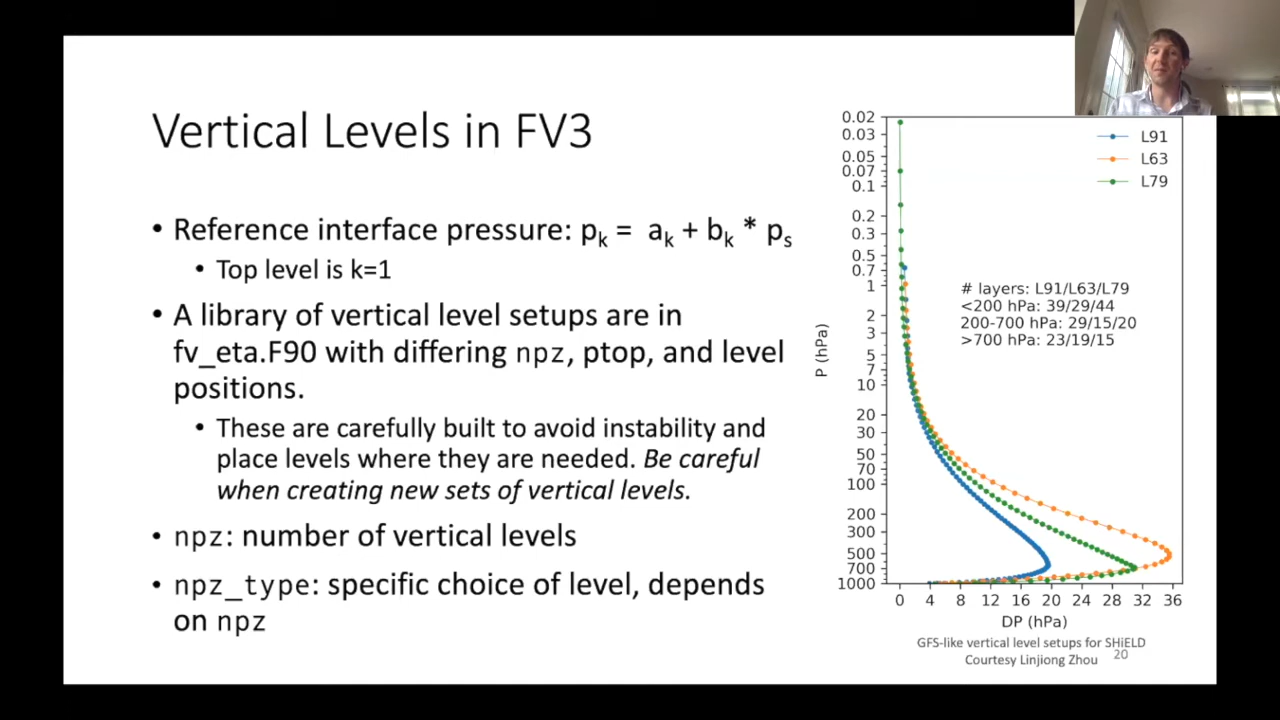 Vertical Levels in FV3
• Reference interface pressure: pk = ak + bk * ps
• Top level is k=1
• A library of vertical level setups are in
fv_eta.F90 with differing npz, ptop, and level
positions.
• These are carefully built to avoid instability and
place levels where they are needed. Be careful
when creating new sets of vertical levels.
• npz: number of vertical levels
• npz_type: specific choice of level, depends
on npz
L91
L63
L79
# layers: L91/L63/L79
<200 hPa: 39/29/44
200-700 hPa: 29/15/20
>700 hPa: 23/19/15
P (hPa)
0.02
0.03
0.05
0.07
0.1
0.2
0.3
0.5
0.7
1
2
3
5
7
10
20
30
50
70
100
200
300
500
700
1000
0 4 8 12 16 20 24 28 32 36
DP (hPa)
GFS-like vertical level setups for SHiELD
Courtesy Linjiong Zhou
20